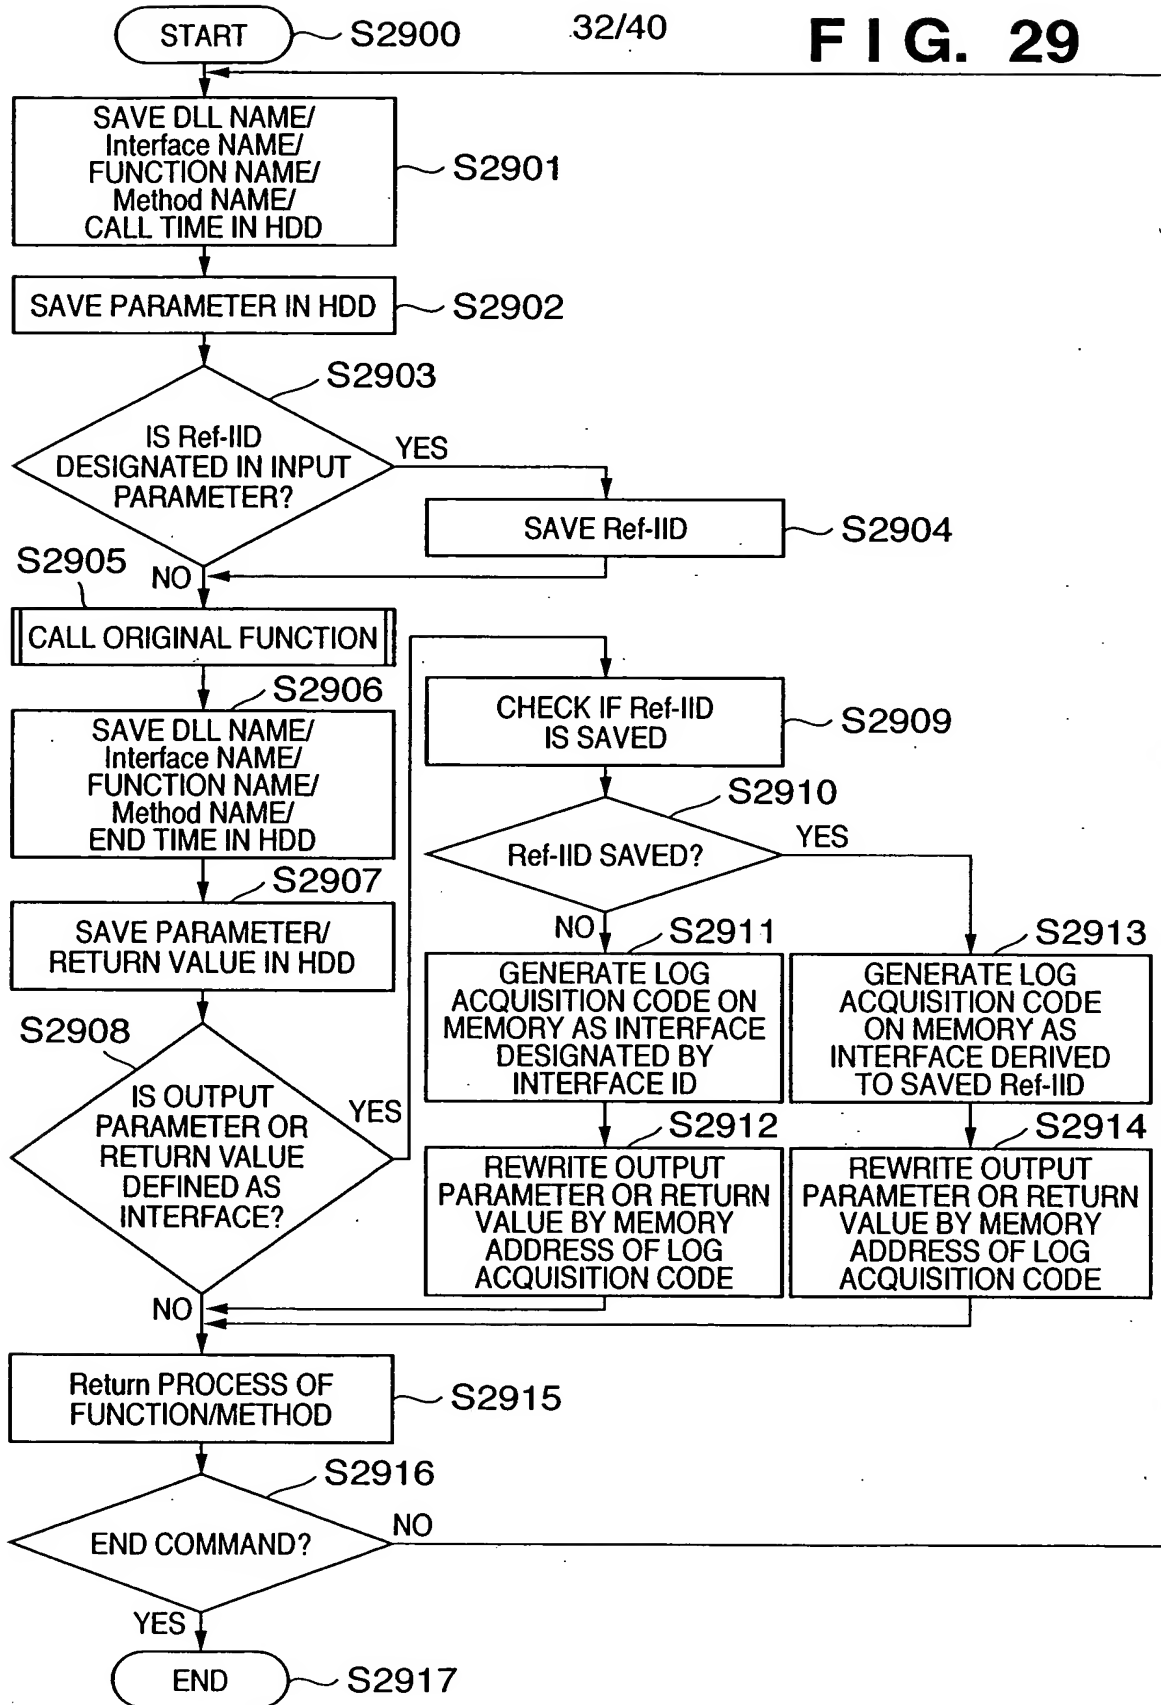 START
S2900
32/40
FIG. 29
SAVE DLL NAME/
Interface NAME/
FUNCTION NAME/
Method NAME/
CALL TIME IN HDD
S2901
SAVE PARAMETER IN HDD
S2902
S2903
IS Ref-IID
DESIGNATED IN INPUT
PARAMETER?
YES
SAVE Ref-IID
S2904
NO
S2905
CALL ORIGINAL FUNCTION
S2906
SAVE DLL NAME/
Interface NAME/
FUNCTION NAME/
Method NAME/
END TIME IN HDD
S2907
SAVE PARAMETER/
RETURN VALUE IN HDD
S2908
IS OUTPUT
PARAMETER OR
RETURN VALUE
DEFINED AS
INTERFACE?
YES
NO
CHECK IF Ref-IID
IS SAVED
S2909
S2910
Ref-IID SAVED?
YES
NO
S2911
GENERATE LOG
ACQUISITION CODE ON
MEMORY AS INTERFACE
DESIGNATED BY
INTERFACE ID
S2912
REWRITE OUTPUT
PARAMETER OR RETURN
VALUE BY MEMORY
ADDRESS OF LOG
ACQUISITION CODE
S2913
GENERATE LOG
ACQUISITION CODE
ON MEMORY AS
INTERFACE DERIVED
TO SAVED Ref-IID
S2914
REWRITE OUTPUT
PARAMETER OR RETURN
VALUE BY MEMORY
ADDRESS OF LOG
ACQUISITION CODE
Return PROCESS OF
FUNCTION/METHOD
S2915
S2916
END COMMAND?
NO
YES
END
S2917